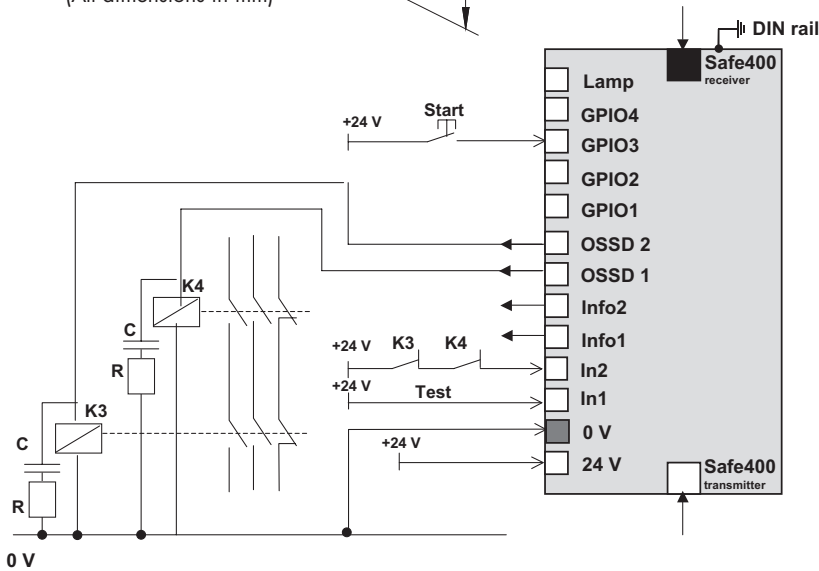 (All dimensions in mm)
DIN rail
Safe400
receiver
Lamp
GPIO4
Start
+24 V
GPIO3
GPIO2
GPIO1
OSSD 2
OSSD 1
K4
Info2
C
Info1
+24 V K3 K4
R
In2
+24 V
Test
In1
K3
0 V
C
+24 V
24 V
Safe400
transmitter
R
0 V